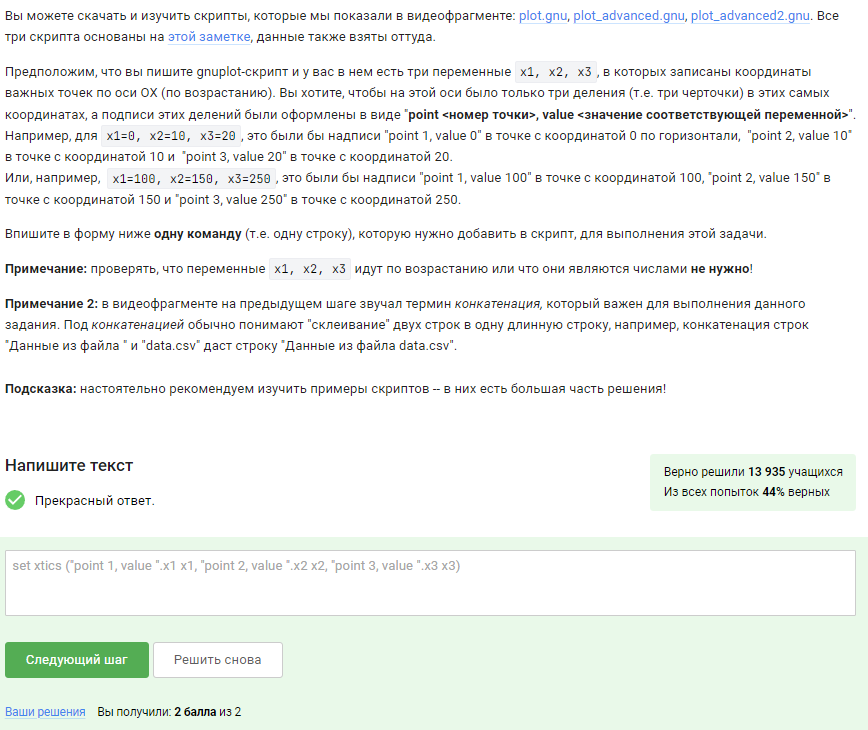 Вы можете скачать и изучить скрипты, которые мы показали в видеофрагменте: plot.gnu, plot_advanced.gnu, plot_advanced2.gnu. Все
три скрипта основаны на этой заметке, данные также взяты оттуда.
Предположим, что вы пишите gnuplot-скрипт и у вас в нем есть три переменные x1, x2, x3, в которых записаны координаты
важных точек по оси OX (по возрастанию). Вы хотите, чтобы на этой оси было только три деления (т.е. три черточки) в этих самых
координатах, а подписи этих делений были оформлены в виде "point <номер точки>, value <значение соответствующей переменной>".
Например, для x1=0, x2=10, x3=20, это были бы надписи "point 1, value 0" в точке с координатой 0 по горизонтали, "point 2, value 10"
в точке с координатой 10 и "point 3, value 20" в точке с координатой 20.
Или, например, x1=100, x2=150, x3=250, это были бы надписи "point 1, value 100" в точке с координатой 100, "point 2, value 150" в
точке с координатой 150 и "point 3, value 250" в точке с координатой 250.
Впишите в форму ниже одну команду (т.е. одну строку), которую нужно добавить в скрипт, для выполнения этой задачи.
Примечание: проверять, что переменные x1, x2, x3 идут по возрастанию или что они являются числами не нужно!
Примечание 2: в видеофрагменте на предыдущем шаге звучал термин конкатенация, который важен для выполнения данного
задания. Под конкатенацией обычно понимают "склеивание" двух строк в одну длинную строку, например, конкатенация строк
"Данные из файла " и "data.csv" даст строку "Данные из файла data.csv".
Подсказка: настоятельно рекомендуем изучить примеры скриптов -- в них есть большая часть решения!
Напишите текст
Верно решили 13 935 учащихся
Из всех попыток 44% верных
Прекрасный ответ.
set xtics ("point 1, value ".x1 x1, "point 2, value ".x2 x2, "point 3, value ".x3 x3)
Следующий шаг
Решить снова
Ваши решения Вы получили: 2 балла из 2